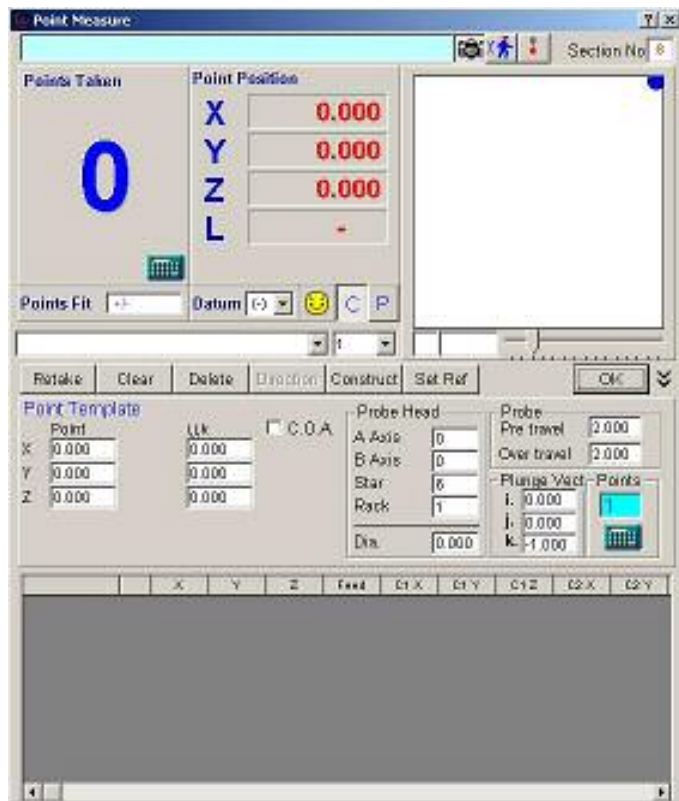 Point Measure
Section No 8
Points Taken
0
Point Position
X 0.000
Y 0.000
Z 0.000
L -
Points Fit +/-
Datum (-) C P
1
Retake Clear Delete Direction Construct Set Ref OK
Point Template
Point i,j,k C.O.A
X 0.000 0.000
Y 0.000 0.000
Z 0.000 0.000
Probe Head
A Axis 0
B Axis 0
Star 6
Rack 1
Dia. 0.000
Probe
Pre travel 2.000
Over travel 2.000
Plunge Vect
i. 0.000
j. 0.000
k. -1.000
Points
1
X Y Z Feed C1 X C1 Y C1 Z C2 X C2 Y